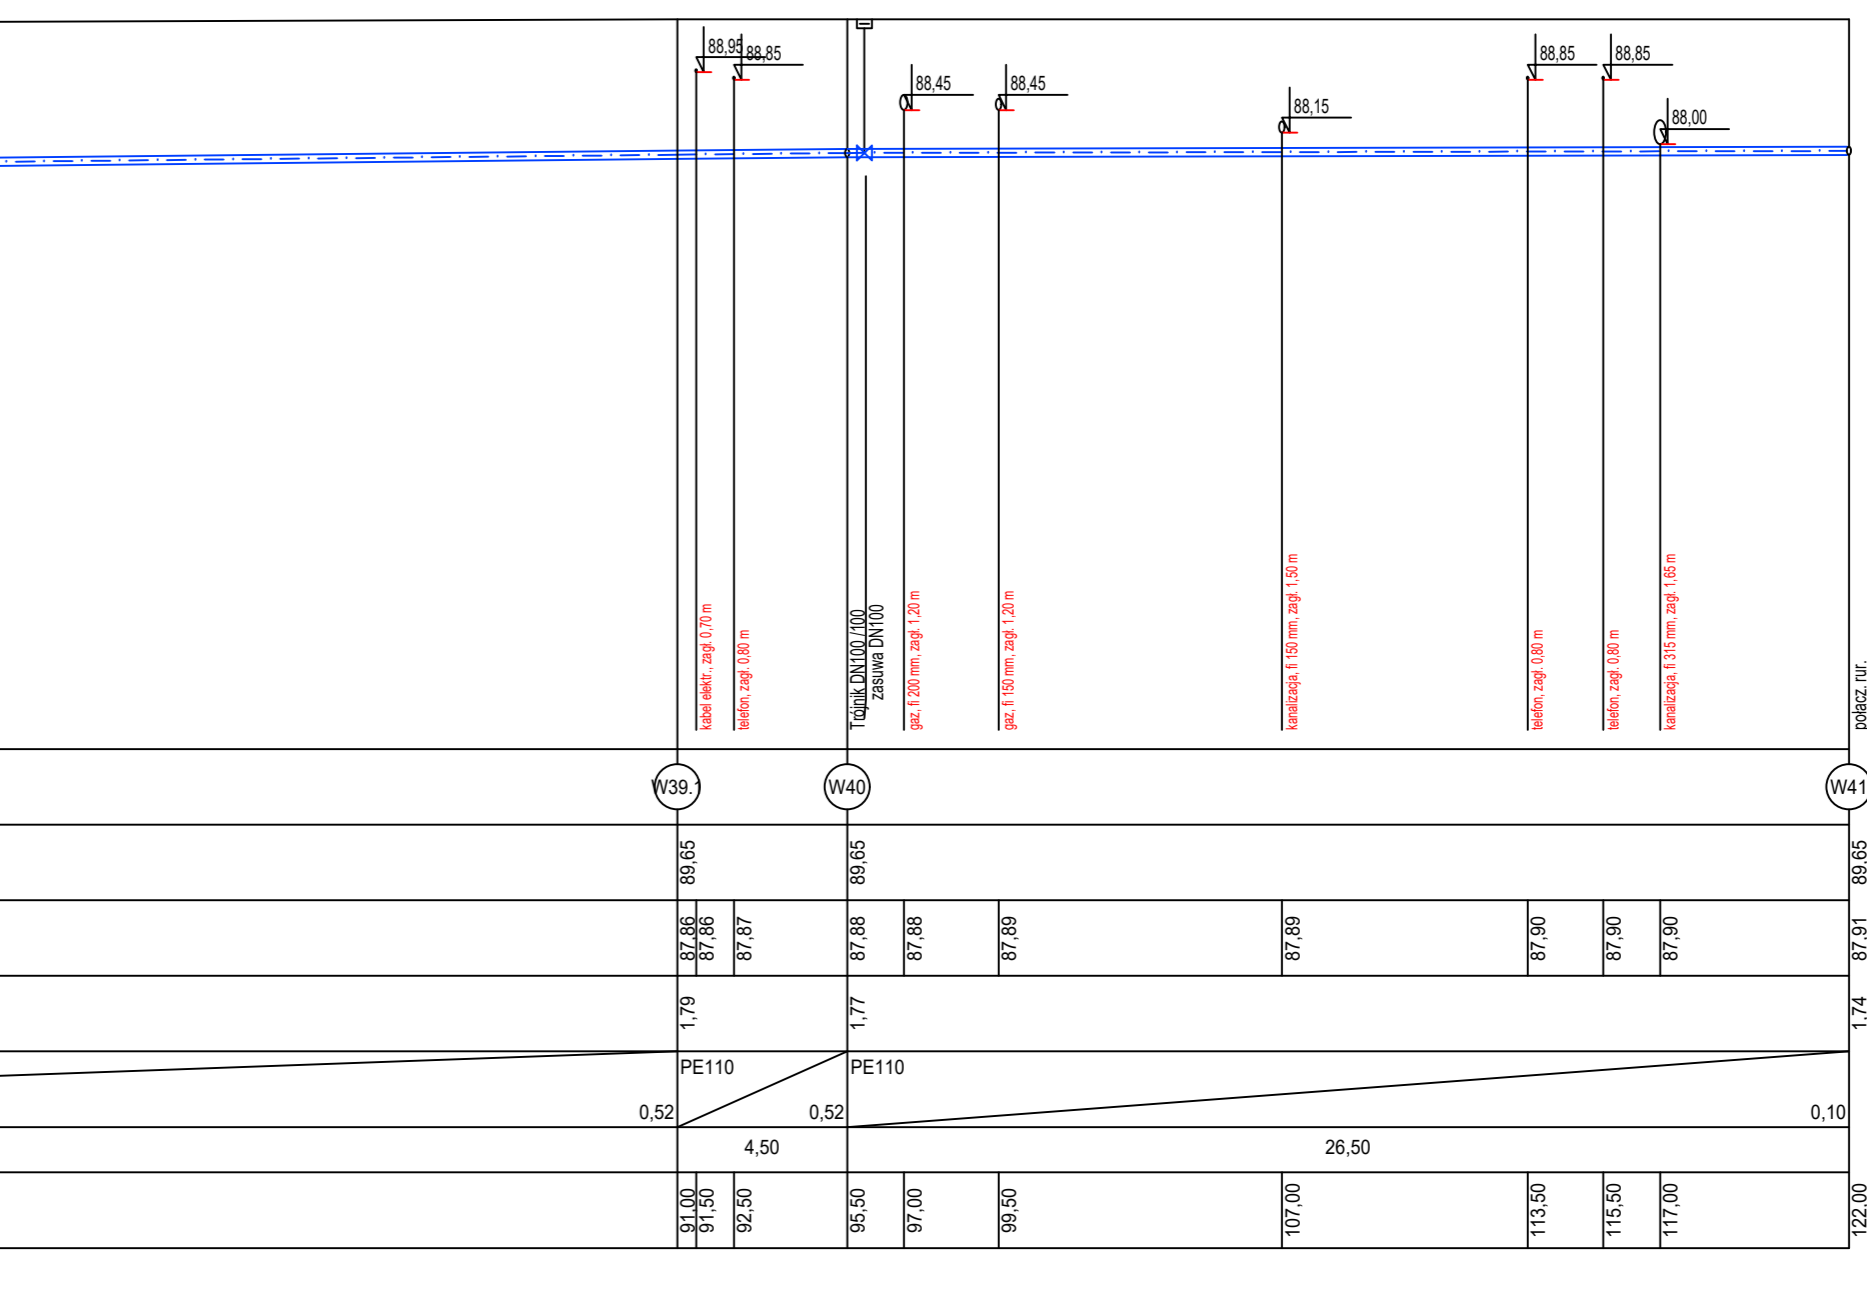 88,95
88,85
88,45
88,45
88,15
88,85
88,85
88,00
kabel elektr., zagł. 0,70 m
telefon, zagł. 0,80 m
Trójnik DN100 /100
zasuwa DN100
gaz, fi 200 mm, zagł. 1,20 m
gaz, fi 150 mm, zagł. 1,20 m
kanalizacja, fi 150 mm, zagł. 1,50 m
telefon, zagł. 0,80 m
telefon, zagł. 0,80 m
kanalizacja, fi 315 mm, zagł. 1,65 m
połącz. rur.
W39.1
W40
W41
89,65
89,65
89,65
87,86
87,86
87,87
87,88
87,88
87,89
87,89
87,90
87,90
87,90
87,91
1,79
1,77
1,74
PE110
PE110
0,52
0,52
0,10
4,50
26,50
91,00
91,50
92,50
95,50
97,00
99,50
107,00
113,50
115,50
117,00
122,00